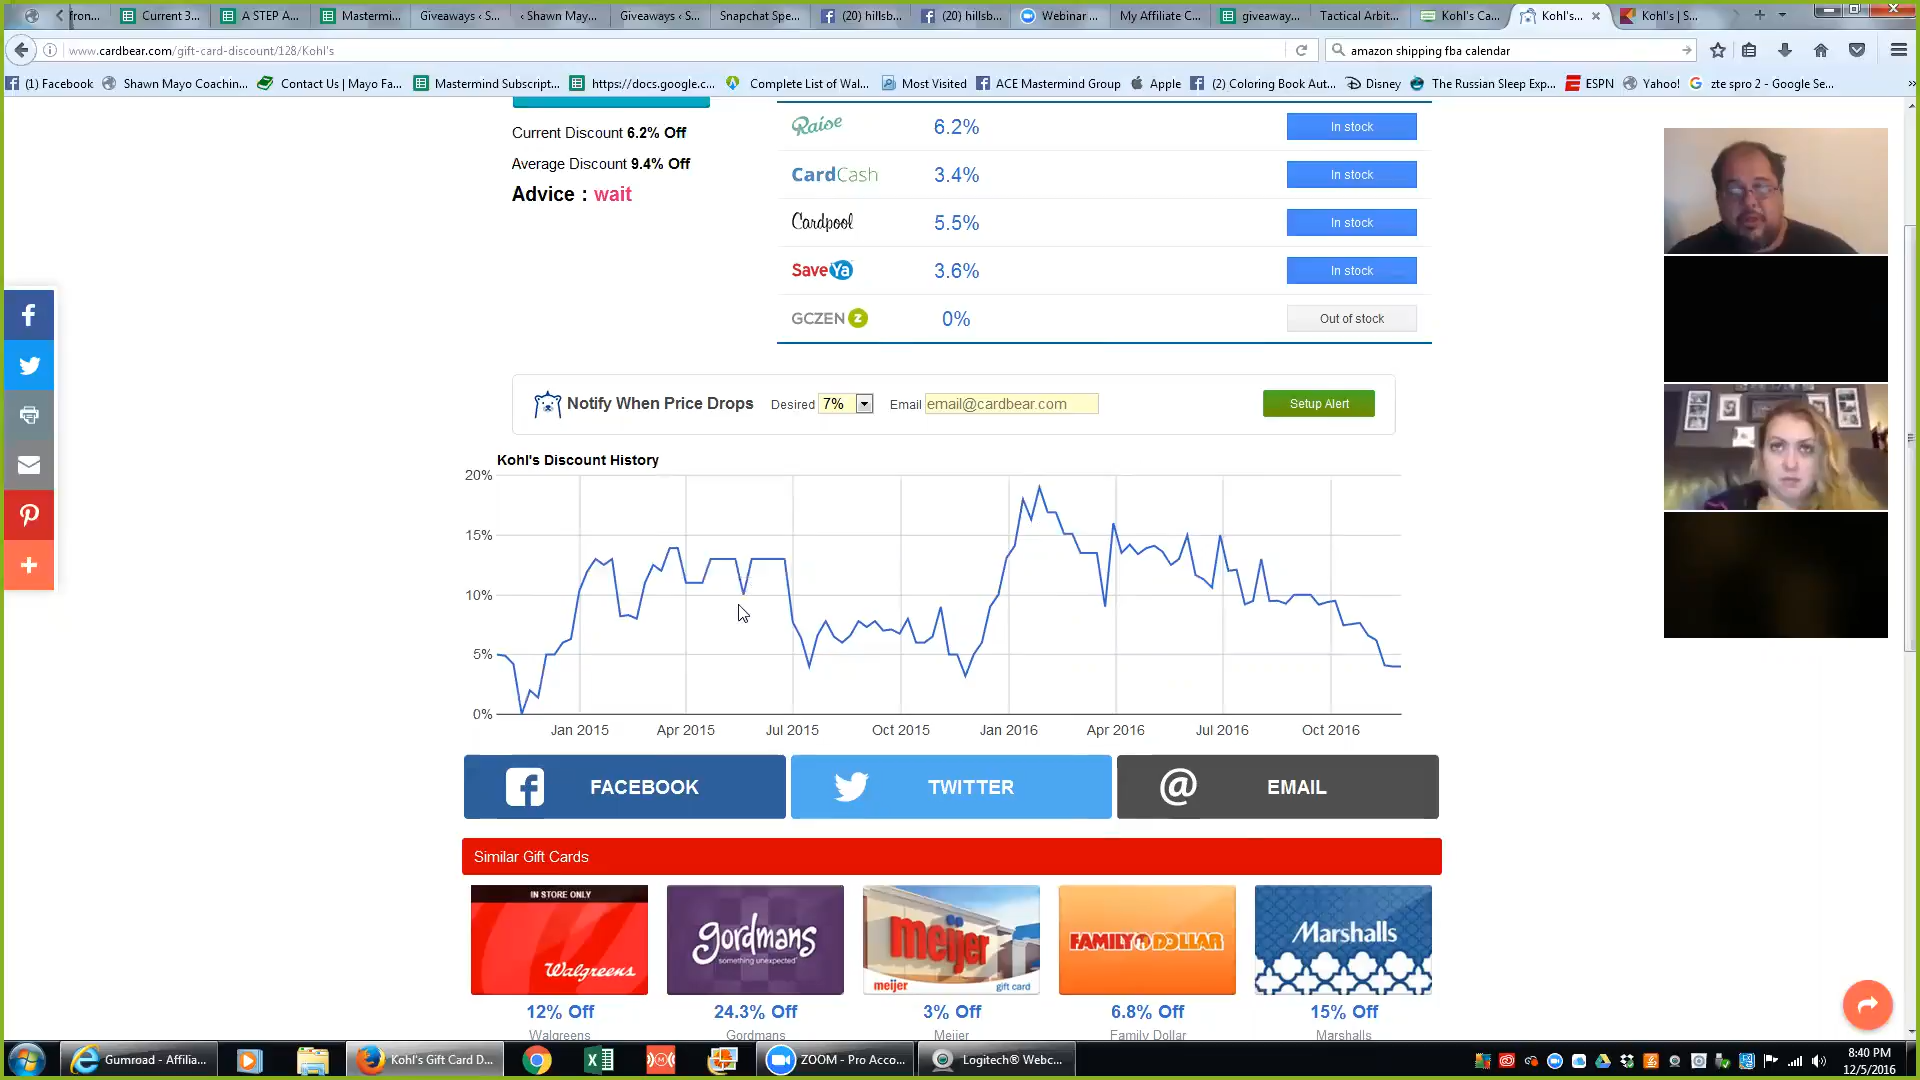 fron...
Current 3...
A STEP A...
Mastermi...
Giveaways ‹ S...
‹ Shawn May...
Giveaways ‹ S...
Snapchat Spe...
(20) hillsb...
(20) hillsb...
Webinar ...
My Affiliate C...
giveaway...
Tactical Arbit...
Kohl's Ca...
Kohl's...
Kohl's | S...
www.cardbear.com/gift-card-discount/128/Kohl's
amazon shipping fba calendar
(1) Facebook
Shawn Mayo Coachin...
Contact Us | Mayo Fa...
Mastermind Subscript...
https://docs.google.c...
Complete List of Wal...
Most Visited
ACE Mastermind Group
Apple
(2) Coloring Book Aut...
Disney
The Russian Sleep Exp...
ESPN
Yahoo!
zte spro 2 - Google Se...
Current Discount 6.2% Off
Average Discount 9.4% Off
Advice : wait
Raise 6.2% In stock
CardCash 3.4% In stock
Cardpool 5.5% In stock
SaveYa 3.6% In stock
GCZEN z 0% Out of stock
Notify When Price Drops Desired 7% Email email@cardbear.com Setup Alert
Kohl's Discount History
20%
15%
10%
5%
0%
Jan 2015 Apr 2015 Jul 2015 Oct 2015 Jan 2016 Apr 2016 Jul 2016 Oct 2016
FACEBOOK TWITTER @ EMAIL
Similar Gift Cards
IN STORE ONLY
Walgreens
gordmans
something unexpected
meijer
meijer gift card
FAMILY DOLLAR
Marshalls
12% Off 24.3% Off 3% Off 6.8% Off 15% Off
Walgreens Gordmans Meijer Family Dollar Marshalls
Gumroad - Affilia...
Kohl's Gift Card D...
ZOOM - Pro Acco...
Logitech® Webc...
8:40 PM
12/5/2016